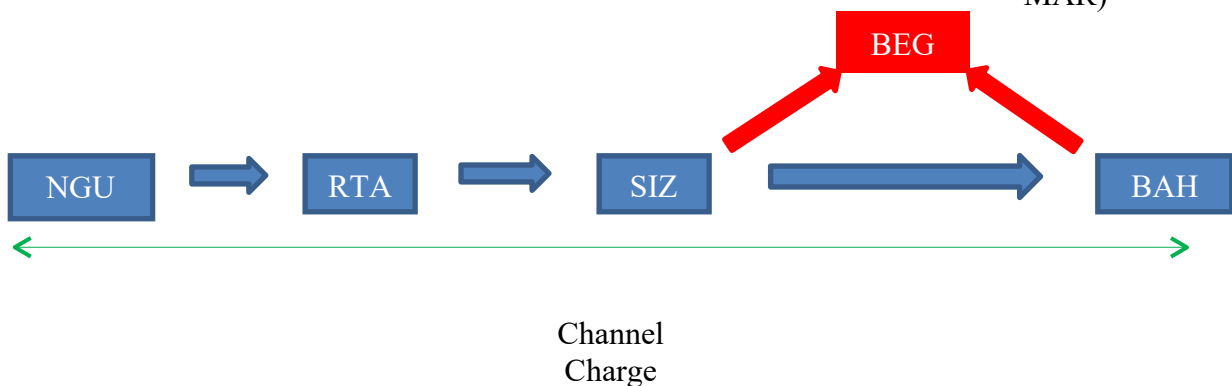 MAR)
BEG
NGU
RTA
SIZ
BAH
Channel
Charge